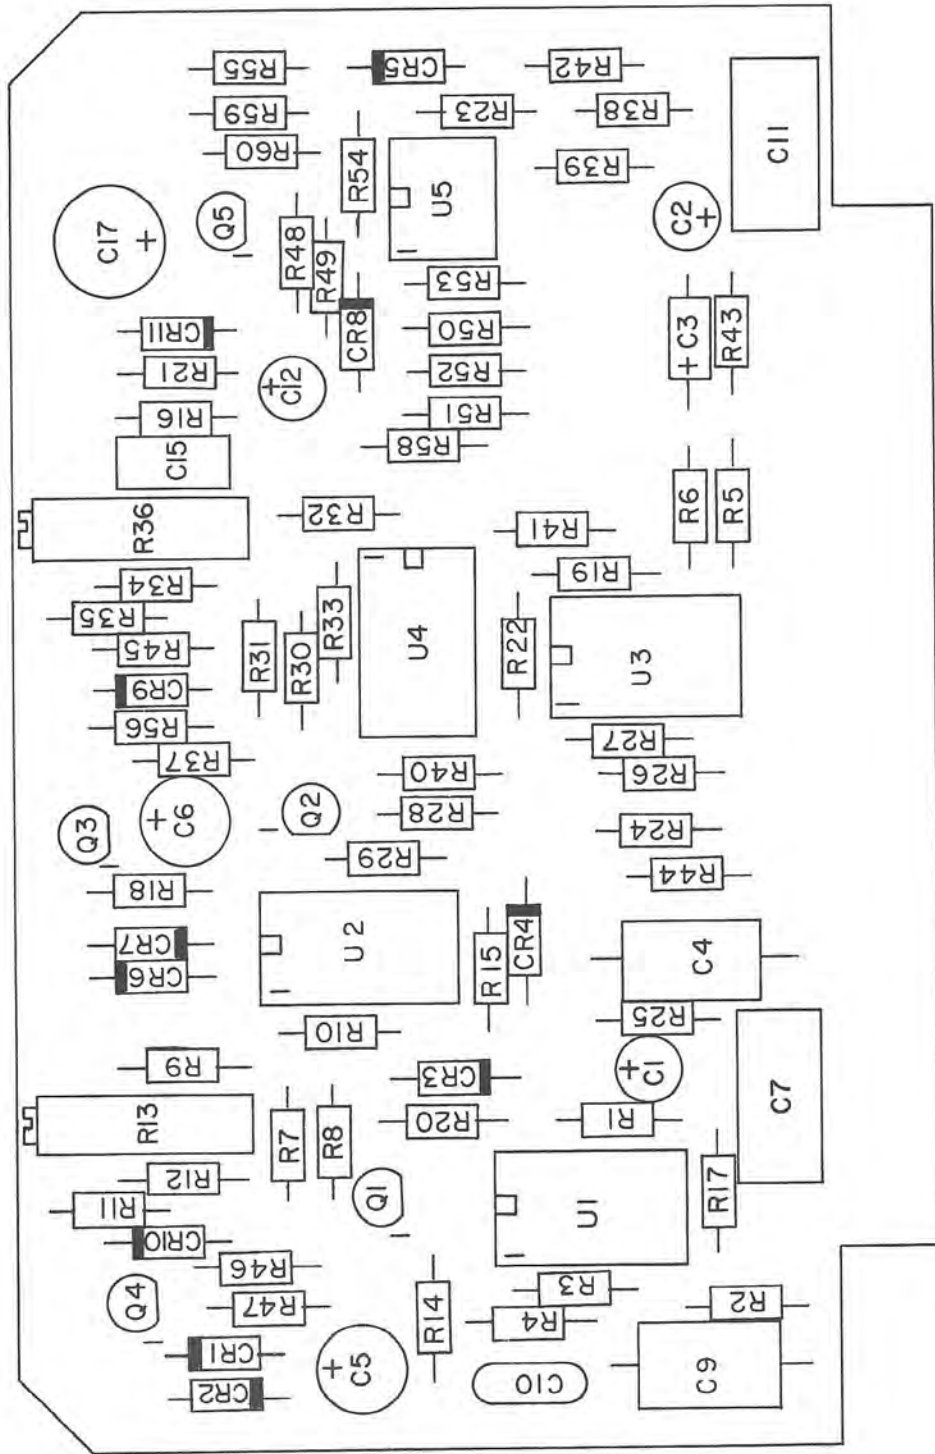 R55
CR5
R42
R59
R23
R38
R60
R54
U5
R39
C11
C17
+
Q5
R48
R49
C2
+
R53
CR11
CR8
R50
+ C3
R43
R21
+
C12
R52
R16
R51
C15
R58
R36
R32
R41
R6
R5
R34
R19
R35
R33
U4
R22
R45
R31
R30
U3
CR9
R56
R27
R37
R40
R26
+
C6
Q2
R28
Q3
R24
R29
R44
R18
U2
CR7
R15
CR4
C4
CR6
R10
R25
R9
CR3
+
C1
C7
R13
R7
R8
R20
R1
R12
Q1
U1
R17
R11
CR10
R46
R3
Q4
R47
R14
R4
R2
CR1
+
C5
CR2
C10
C9